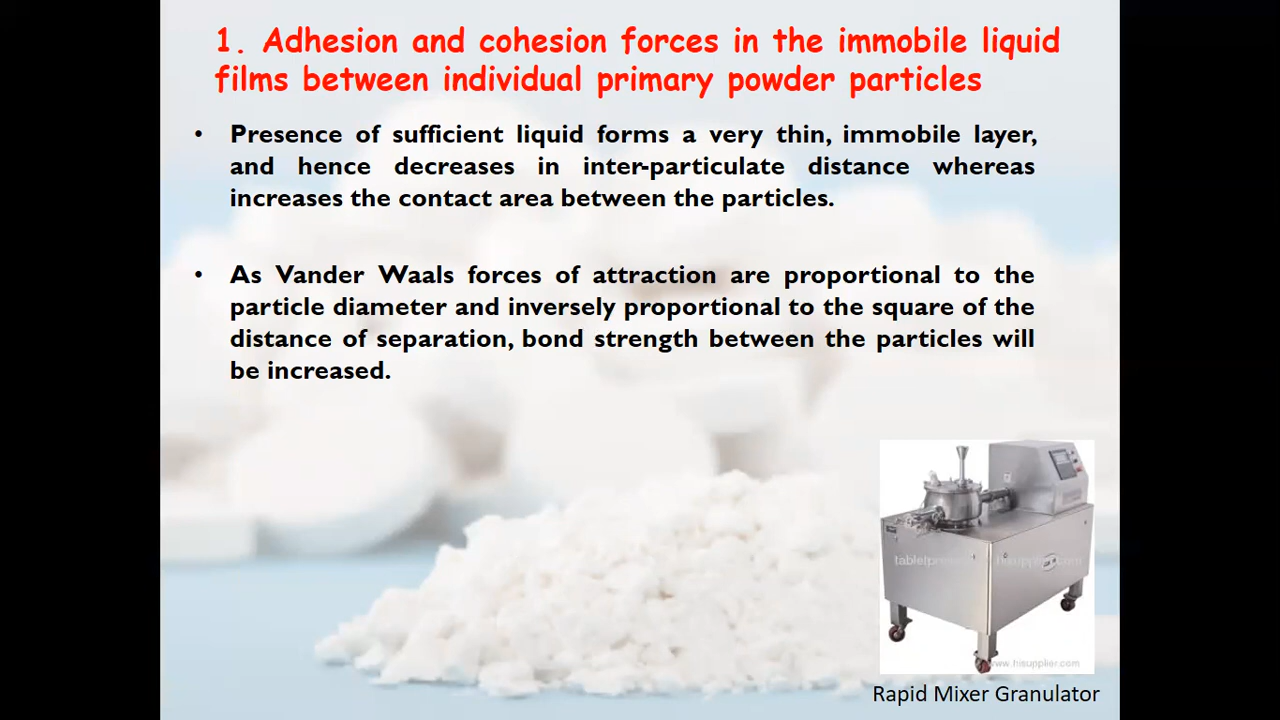 1. Adhesion and cohesion forces in the immobile liquid
films between individual primary powder particles
• Presence of sufficient liquid forms a very thin, immobile layer,
and hence decreases in inter-particulate distance whereas
increases the contact area between the particles.
• As Vander Waals forces of attraction are proportional to the
particle diameter and inversely proportional to the square of the
distance of separation, bond strength between the particles will
be increased.
www.hisupplier.com
Rapid Mixer Granulator